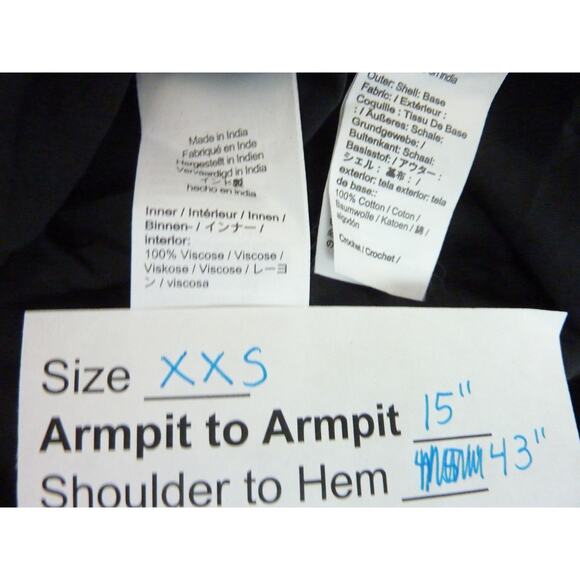 Made in India
Fabriqué en Inde
Hergestellt in Indien
Vervaardigd in India
インド製
hecho en india
Inner / Intérieur / Innen /
Binnen- / インナー /
interior:
100% Viscose / Viscose /
Viskose / Viscose / レーヨ
ン / viscosa
en india
Outer: Shell: Base
Fabric: / Extérieur :
Coquille : Tissu De Base
: / Äußeres: Schale:
Grundgewebe: /
Buitenkant: Schaal:
Basisstof: / アウター:
シェル: 基布: /
exterior: tela exterior: tela
de base::
100% Cotton / Coton /
Baumwolle / Katoen / 綿 /
algodón
Crochet / Crochet /
Size XXS
Armpit to Armpit 15"
Shoulder to Hem 43"